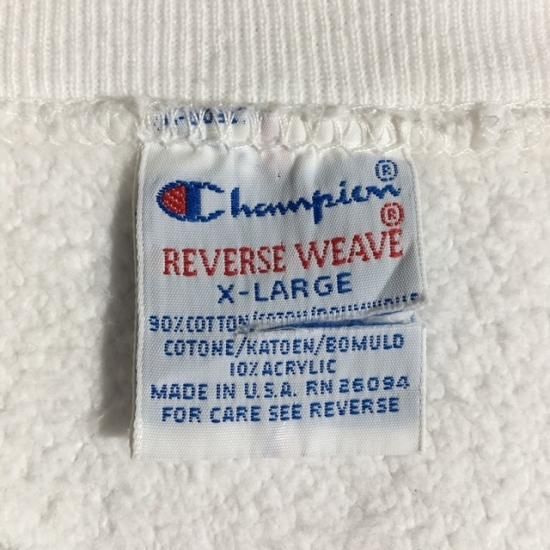 Champion®
REVERSE WEAVE®
X-LARGE
90%COTTON/COTON/
COTONE/KATOEN/BOMULD
10% ACRYLIC
MADE IN U.S.A. RN 26094
FOR CARE SEE REVERSE